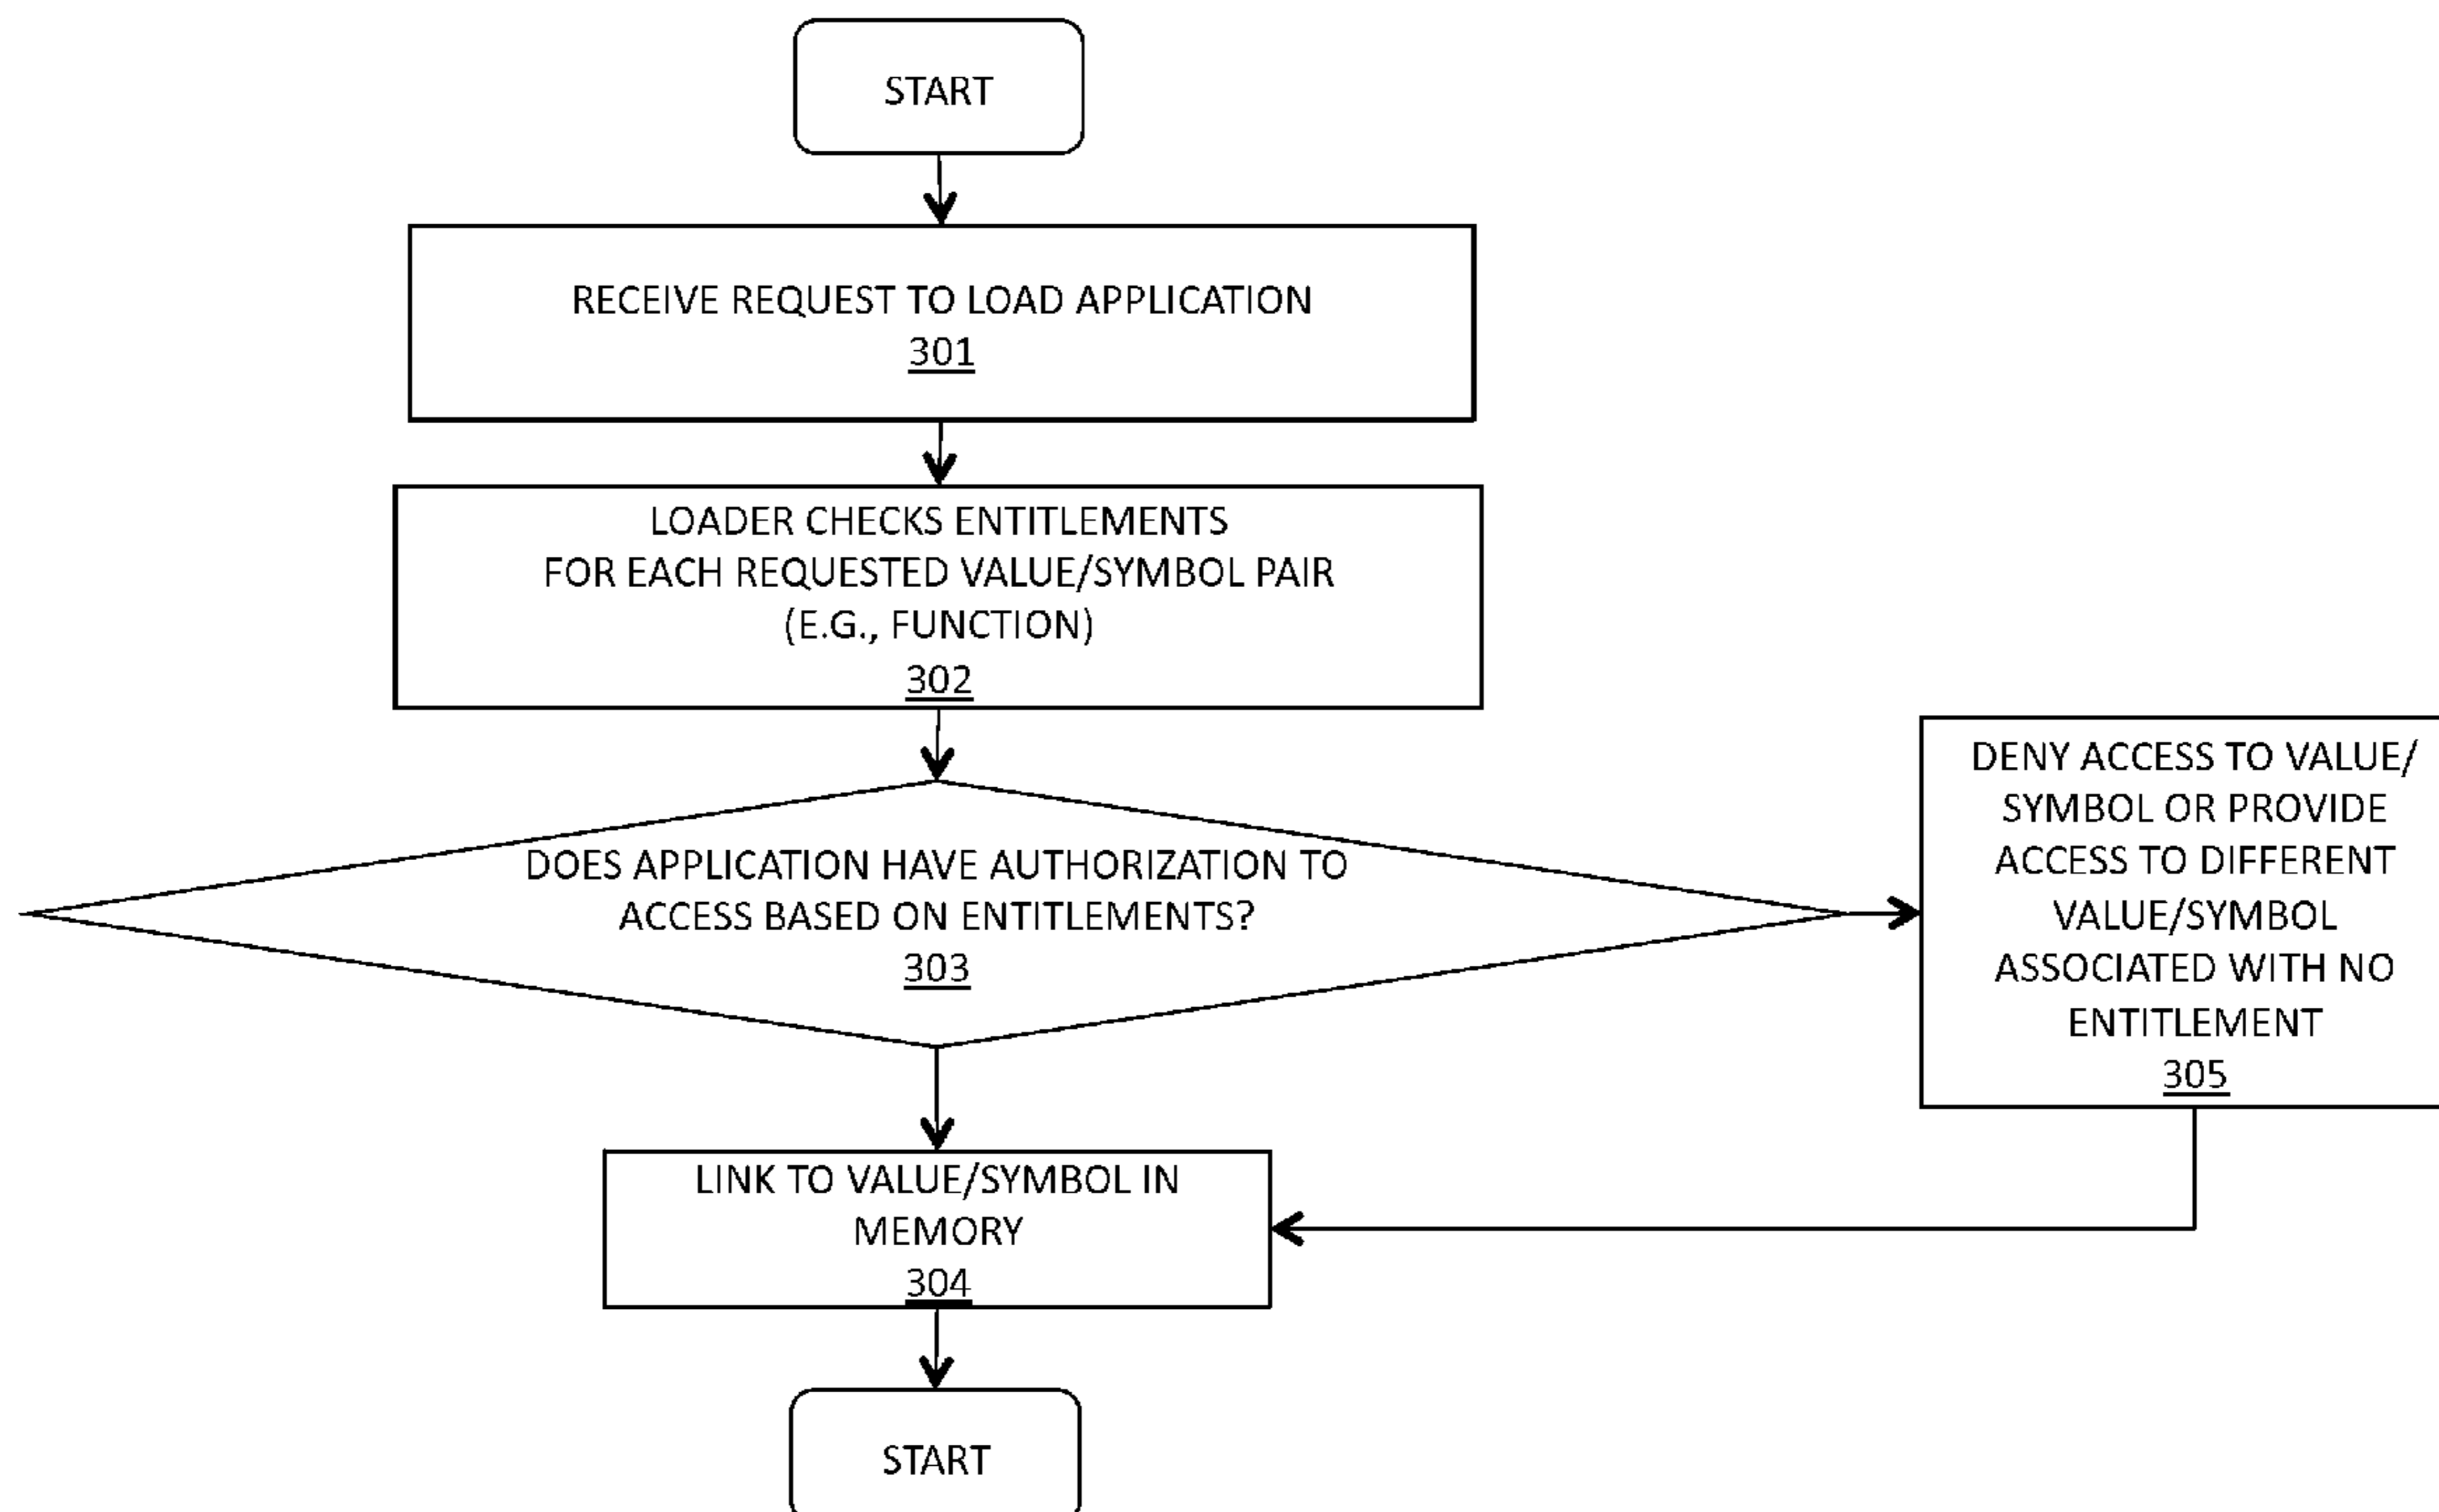 START
RECEIVE REQUEST TO LOAD APPLICATION
301
LOADER CHECKS ENTITLEMENTS
FOR EACH REQUESTED VALUE/SYMBOL PAIR
(E.G., FUNCTION)
302
DOES APPLICATION HAVE AUTHORIZATION TO
ACCESS BASED ON ENTITLEMENTS?
303
DENY ACCESS TO VALUE/
SYMBOL OR PROVIDE
ACCESS TO DIFFERENT
VALUE/SYMBOL
ASSOCIATED WITH NO
ENTITLEMENT
305
LINK TO VALUE/SYMBOL IN
MEMORY
304
START